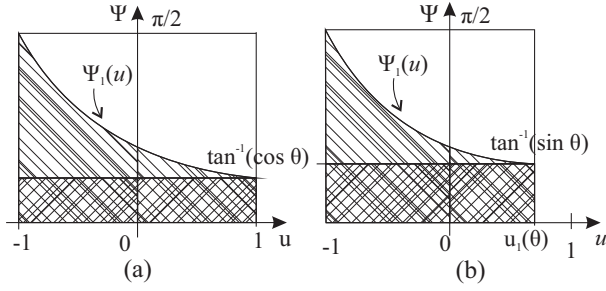 Ψ π/2
Ψ₁(u)
tan⁻¹(cos θ)
-1 0 1 u
(a)
Ψ π/2
Ψ₁(u)
tan⁻¹(sin θ)
-1 0 u₁(θ) 1 u
(b)